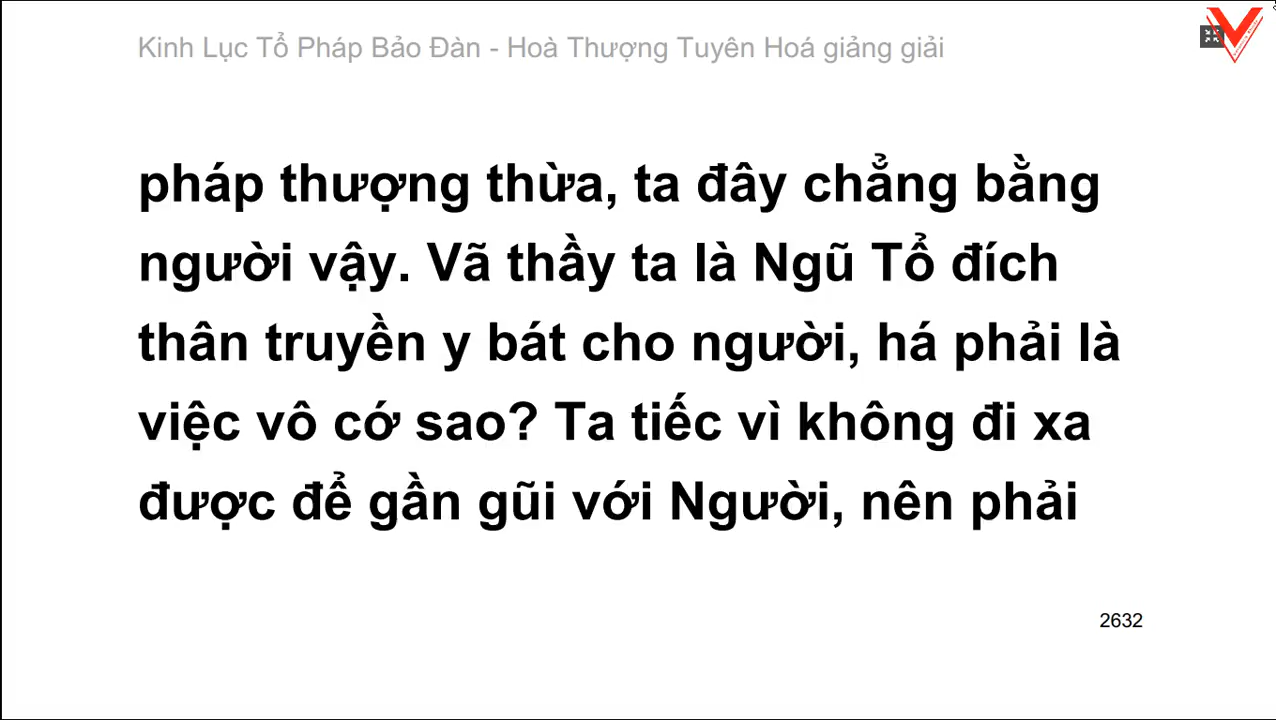 Kinh Lục Tổ Pháp Bảo Đàn - Hoà Thượng Tuyên Hoá giảng giải
pháp thượng thừa, ta đây chẳng bằng
người vậy. Vã thầy ta là Ngũ Tổ đích
thân truyền y bát cho người, há phải là
việc vô cớ sao? Ta tiếc vì không đi xa
được để gần gũi với Người, nên phải
2632